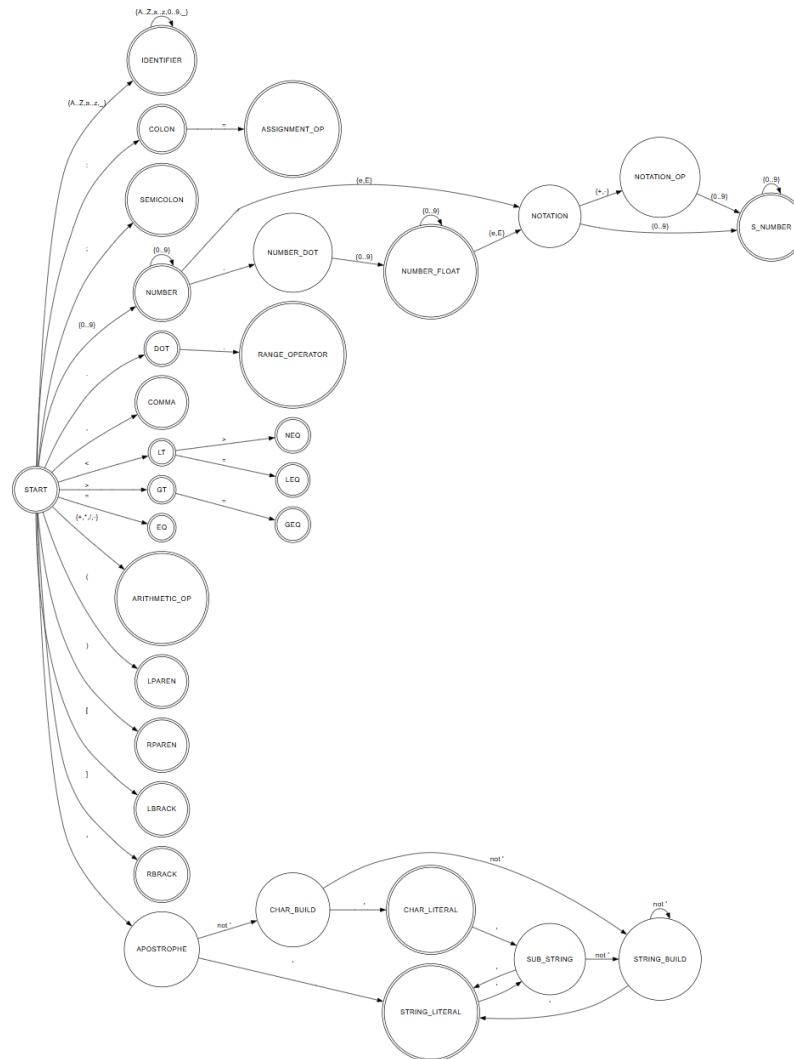 {A..Z,a..z,0..9,_}
IDENTIFIER
{A..Z,a..z,_}
COLON
=
ASSIGNMENT_OP
:
SEMICOLON
;
{e,E}
NOTATION
{+,-}
NOTATION_OP
{0..9}
{0..9}
{0..9}
S_NUMBER
{0..9}
NUMBER
.
NUMBER_DOT
{0..9}
{0..9}
NUMBER_FLOAT
{e,E}
{0..9}
DOT
.
RANGE_OPERATOR
.
COMMA
,
LT
>
NEQ
=
LEQ
<
START
>
GT
=
GEQ
=
EQ
{+,*,/,-}
ARITHMETIC_OP
(
LPAREN
)
RPAREN
[
LBRACK
]
RBRACK
'
APOSTROPHE
not '
CHAR_BUILD
'
CHAR_LITERAL
not '
'
SUB_STRING
not '
STRING_BUILD
not '
'
'
'
STRING_LITERAL
'